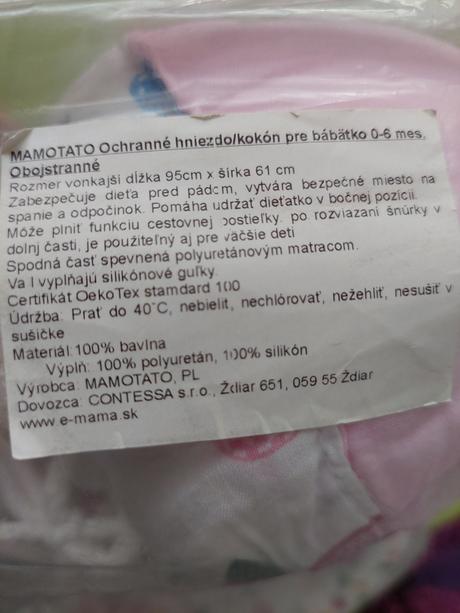 MAMOTATO Ochranné hniezdo/kokón pre bábätko 0-6 mes.
Obojstranné
Rozmer vonkajší dĺžka 95cm x šírka 61 cm
Zabezpečuje dieťa pred pádom, vytvára bezpečné miesto na
spanie a odpočinok. Pomáha udržať dieťatko v bočnej pozícii.
Môže plniť funkciu cestovnej postieľky. po rozviazaní šnúrky v
dolnj časti, je použiteľný aj pre väčšie deti
Spodná časť spevnená polyuretánovým matracom.
Va l vyplňajú silikónové guľky.
Certifikát OekoTex stamdard 100
Údržba: Prať do 40°C, nebieliť, nechlórovať, nežehliť, nesušiť v
sušičke
Materiál:100% bavlna
Výplň: 100% polyuretán, 100% silikón
Výrobca: MAMOTATO, PL
Dovozca: CONTESSA s.r.o., Ždiar 651, 059 55 Ždiar
www.e-mama.sk